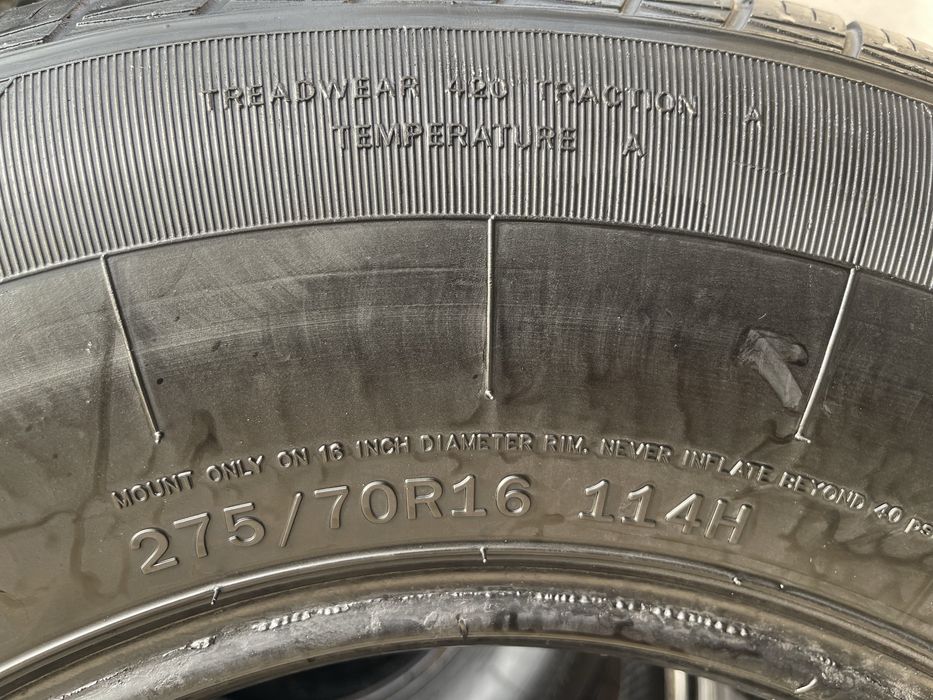 TREADWEAR 420 TRACTION A
TEMPERATURE A
MOUNT ONLY ON 16 INCH DIAMETER RIM. NEVER INFLATE BEYOND 40 psi
275/70R16 114H